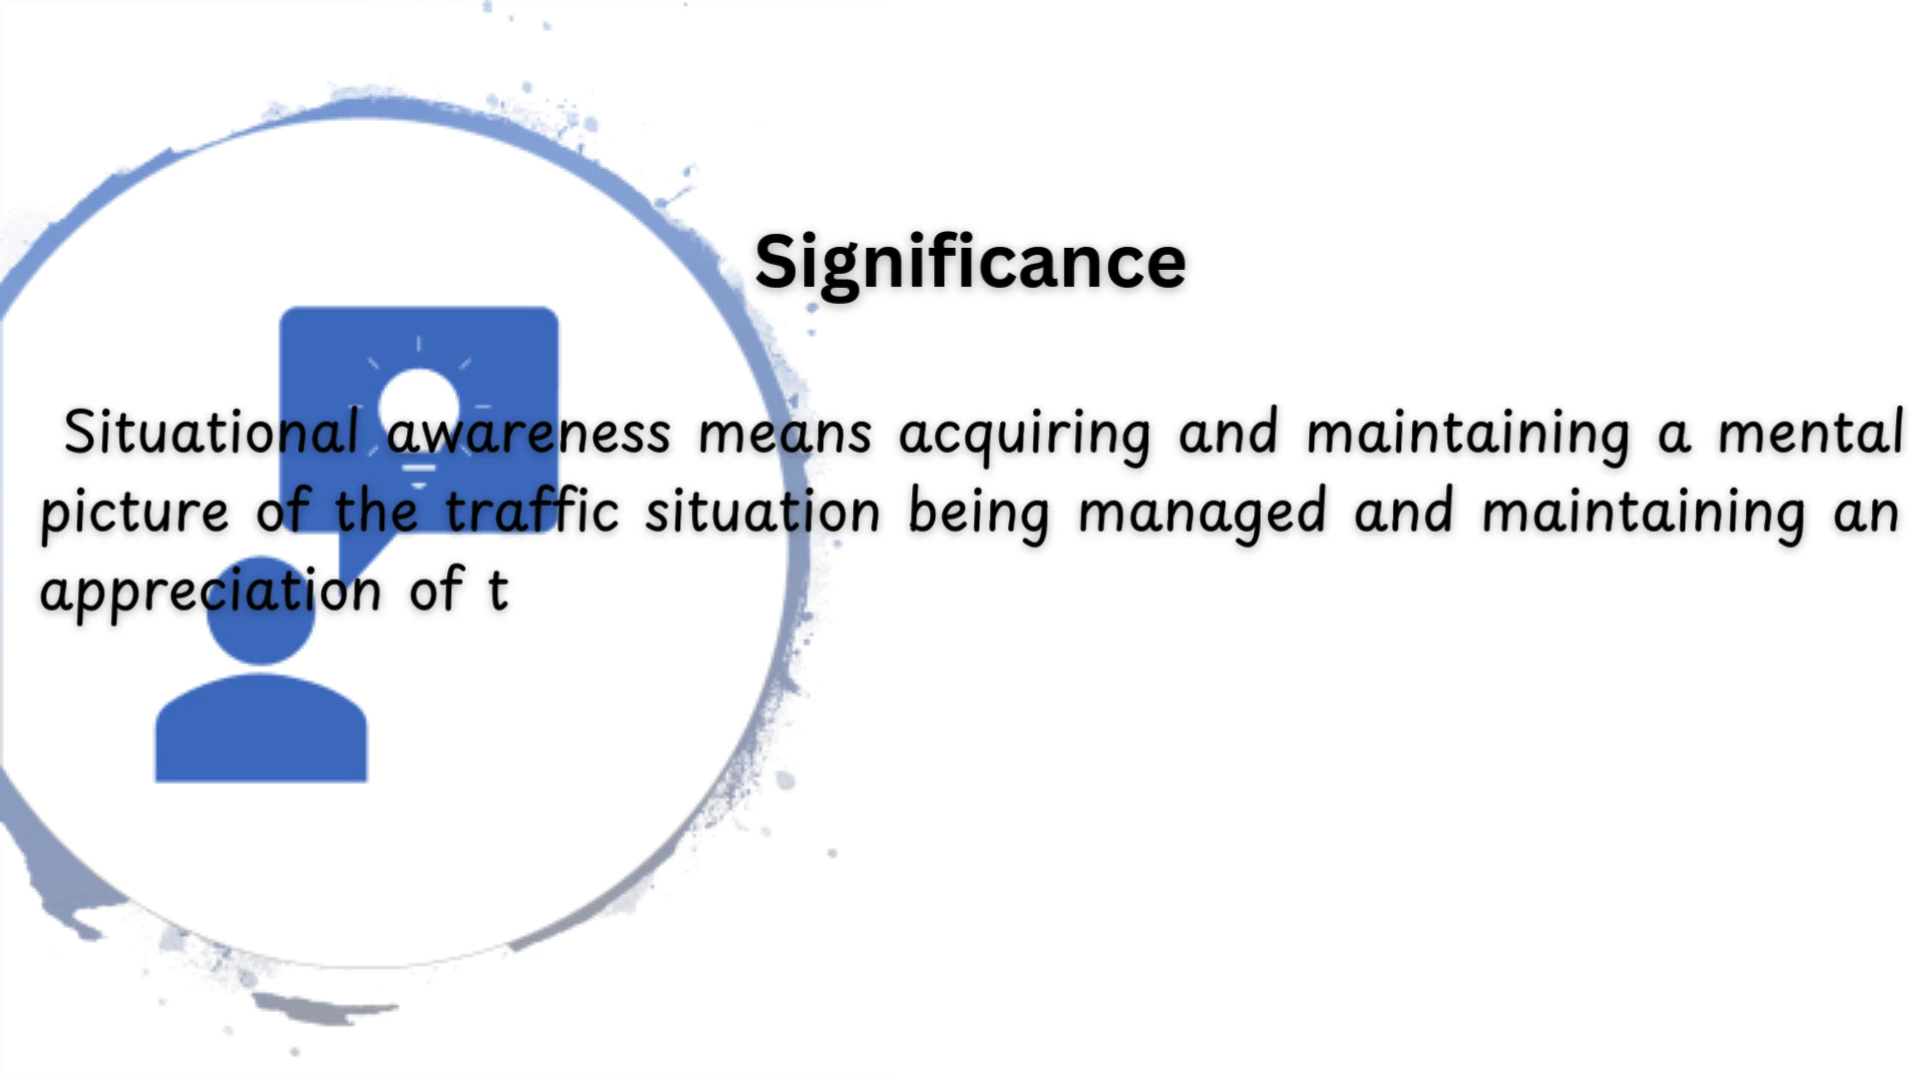 Significance
Situational awareness means acquiring and maintaining a mental
picture of the traffic situation being managed and maintaining an
appreciation of t